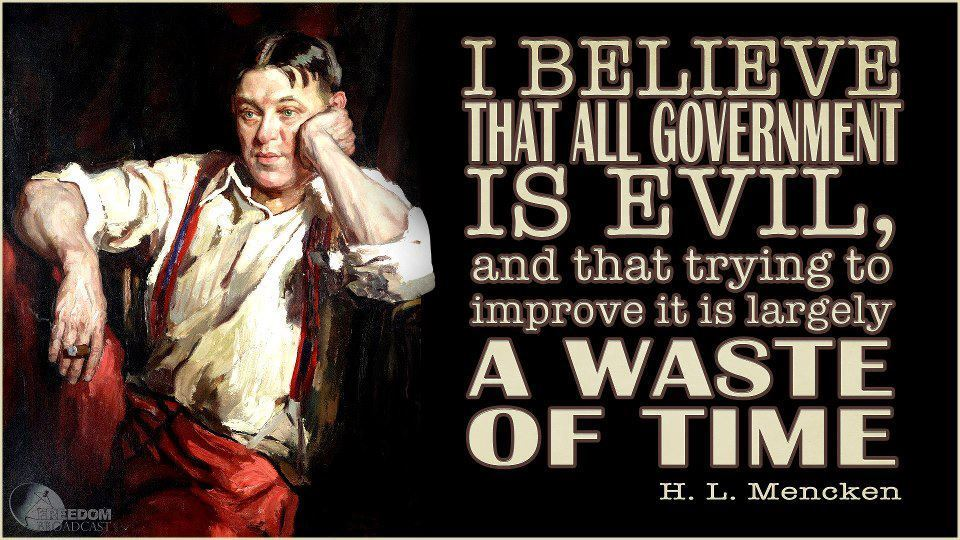 I BELIEVE
THAT ALL GOVERNMENT
IS EVIL,
and that trying to
improve it is largely
A WASTE
OF TIME
H. L. Mencken
FREEDOM
BROADCAST